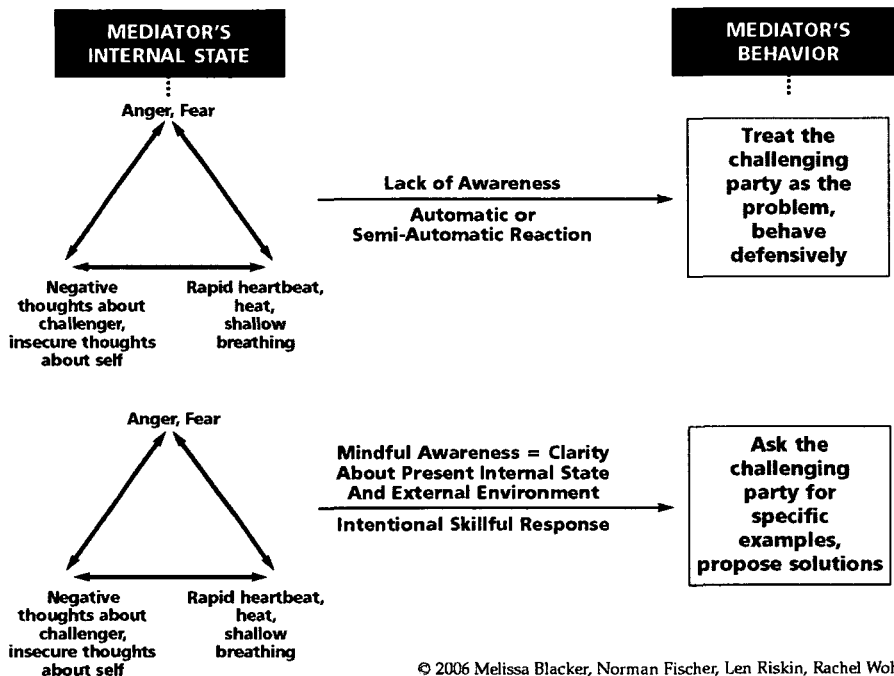 MEDIATOR'S
INTERNAL STATE
MEDIATOR'S
BEHAVIOR
Anger, Fear
Negative
thoughts about
challenger,
insecure thoughts
about self
Rapid heartbeat,
heat,
shallow
breathing
Lack of Awareness
Automatic or
Semi-Automatic Reaction
Treat the
challenging
party as the
problem,
behave
defensively
Anger, Fear
Negative
thoughts about
challenger,
insecure thoughts
about self
Rapid heartbeat,
heat,
shallow
breathing
Mindful Awareness = Clarity
About Present Internal State
And External Environment
Intentional Skillful Response
Ask the
challenging
party for
specific
examples,
propose solutions
© 2006 Melissa Blacker, Norman Fischer, Len Riskin, Rachel